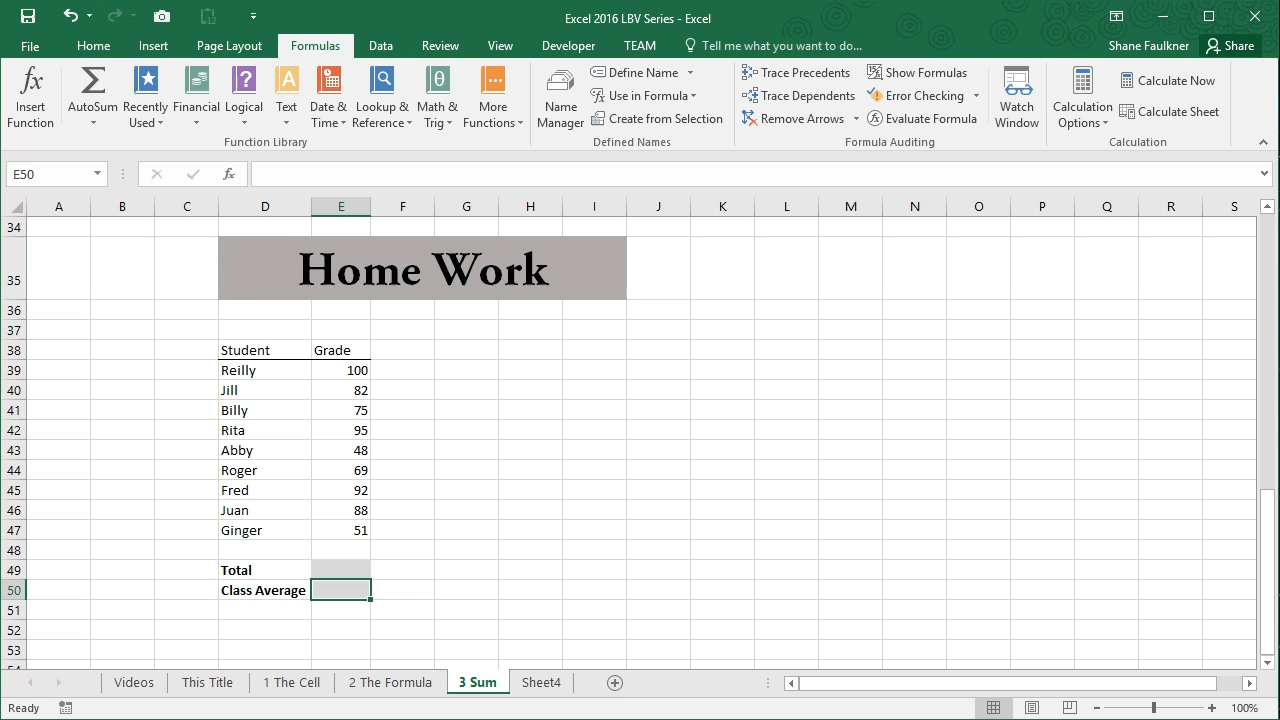 Excel 2016 LBV Series - Excel
File Home Insert Page Layout Formulas Data Review View Developer TEAM Tell me what you want to do... Shane Faulkner Share
fx Σ ? A θ
Insert Function
AutoSum
Recently Used
Financial
Logical
Text
Date & Time
Lookup & Reference
Math & Trig
More Functions
Function Library
Name Manager
Define Name
Use in Formula
Create from Selection
Defined Names
Trace Precedents
Trace Dependents
Remove Arrows
Show Formulas
Error Checking
Evaluate Formula
Watch Window
Formula Auditing
Calculation Options
Calculate Now
Calculate Sheet
Calculation
E50 fx
A B C D E F G H I J K L M N O P Q R S
34
35 Home Work
36
37
38 Student Grade
39 Reilly 100
40 Jill 82
41 Billy 75
42 Rita 95
43 Abby 48
44 Roger 69
45 Fred 92
46 Juan 88
47 Ginger 51
48
49 Total
50 Class Average
51
52
53
54
Videos This Title 1 The Cell 2 The Formula 3 Sum Sheet4
Ready 100%